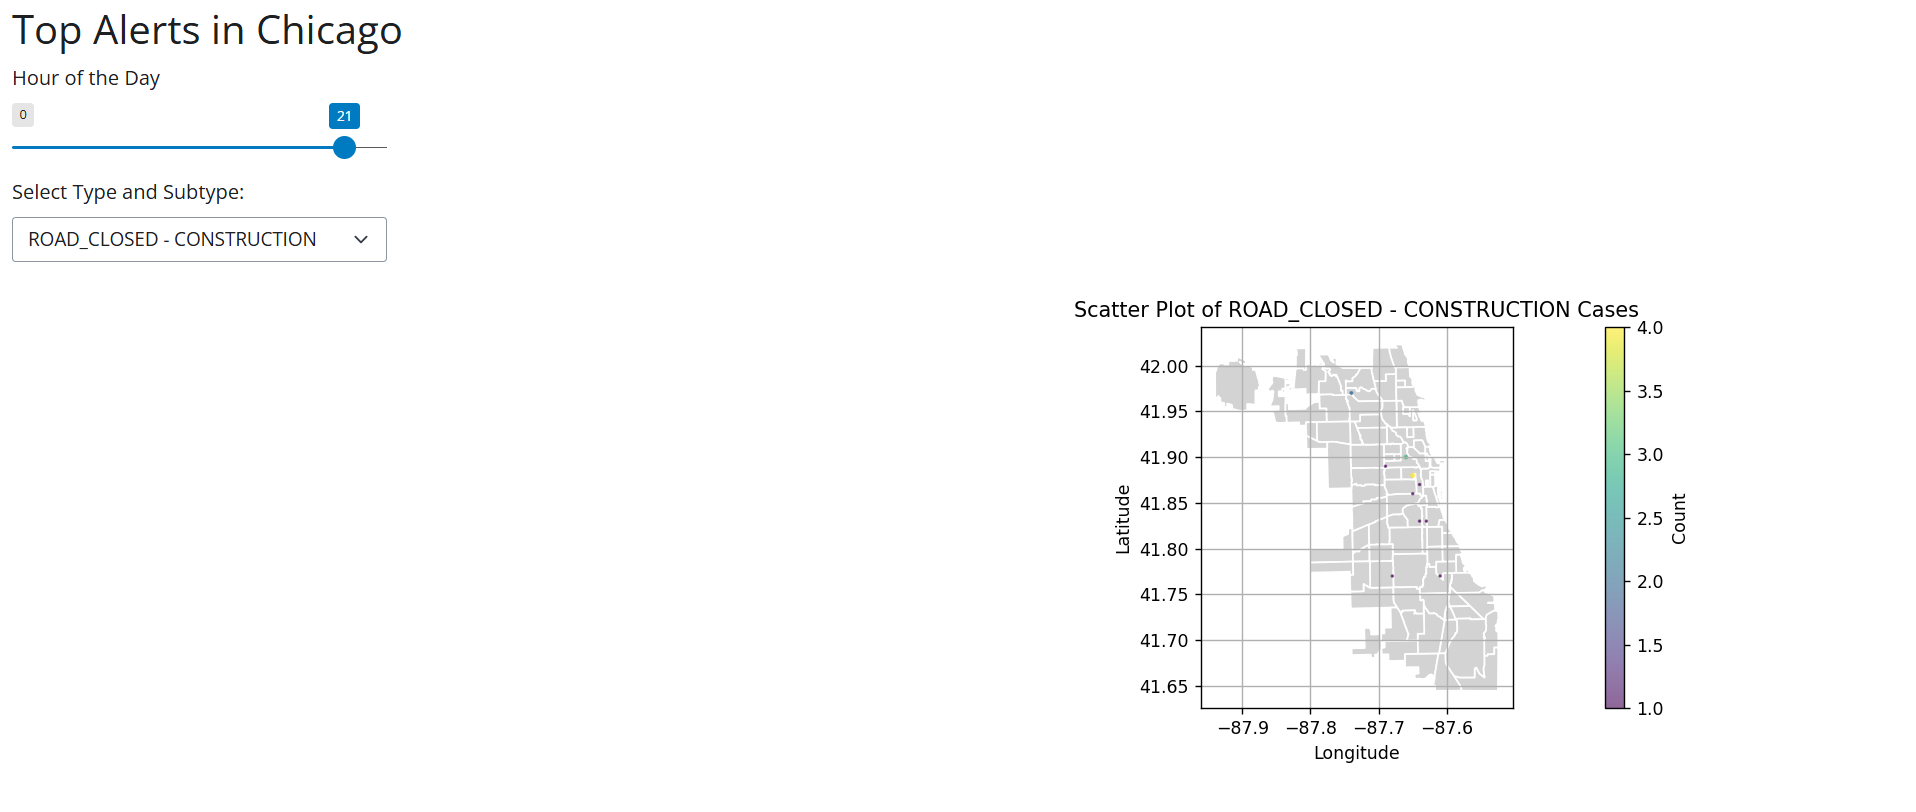 Top Alerts in Chicago
Hour of the Day
0
21
Select Type and Subtype:
ROAD_CLOSED - CONSTRUCTION
Scatter Plot of ROAD_CLOSED - CONSTRUCTION Cases
42.00
41.95
41.90
41.85
41.80
41.75
41.70
41.65
Latitude
−87.9 −87.8 −87.7 −87.6
Longitude
4.0
3.5
3.0
2.5
2.0
1.5
1.0
Count